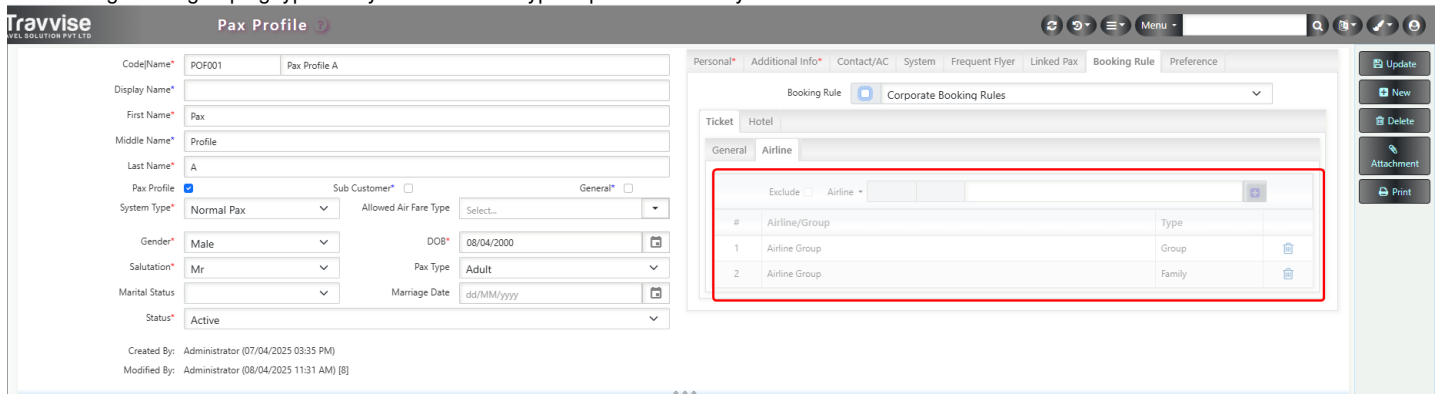 Travvise
AVEL SOLUTION PVT LTD
Pax Profile ?
Menu
Code|Name* POF001 Pax Profile A
Display Name*
First Name* Pax
Middle Name* Profile
Last Name* A
Pax Profile Sub Customer* General*
System Type* Normal Pax Allowed Air Fare Type Select...
Gender* Male DOB* 08/04/2000
Salutation* Mr Pax Type Adult
Marital Status Marriage Date dd/MM/yyyy
Status* Active
Created By: Administrator (07/04/2025 03:35 PM)
Modified By: Administrator (08/04/2025 11:31 AM) [8]
Personal* Additional Info* Contact/AC System Frequent Flyer Linked Pax Booking Rule Preference
Booking Rule Corporate Booking Rules
Ticket Hotel
General Airline
Exclude Airline
# Airline/Group Type
1 Airline Group Group
2 Airline Group Family
Update
New
Delete
Attachment
Print